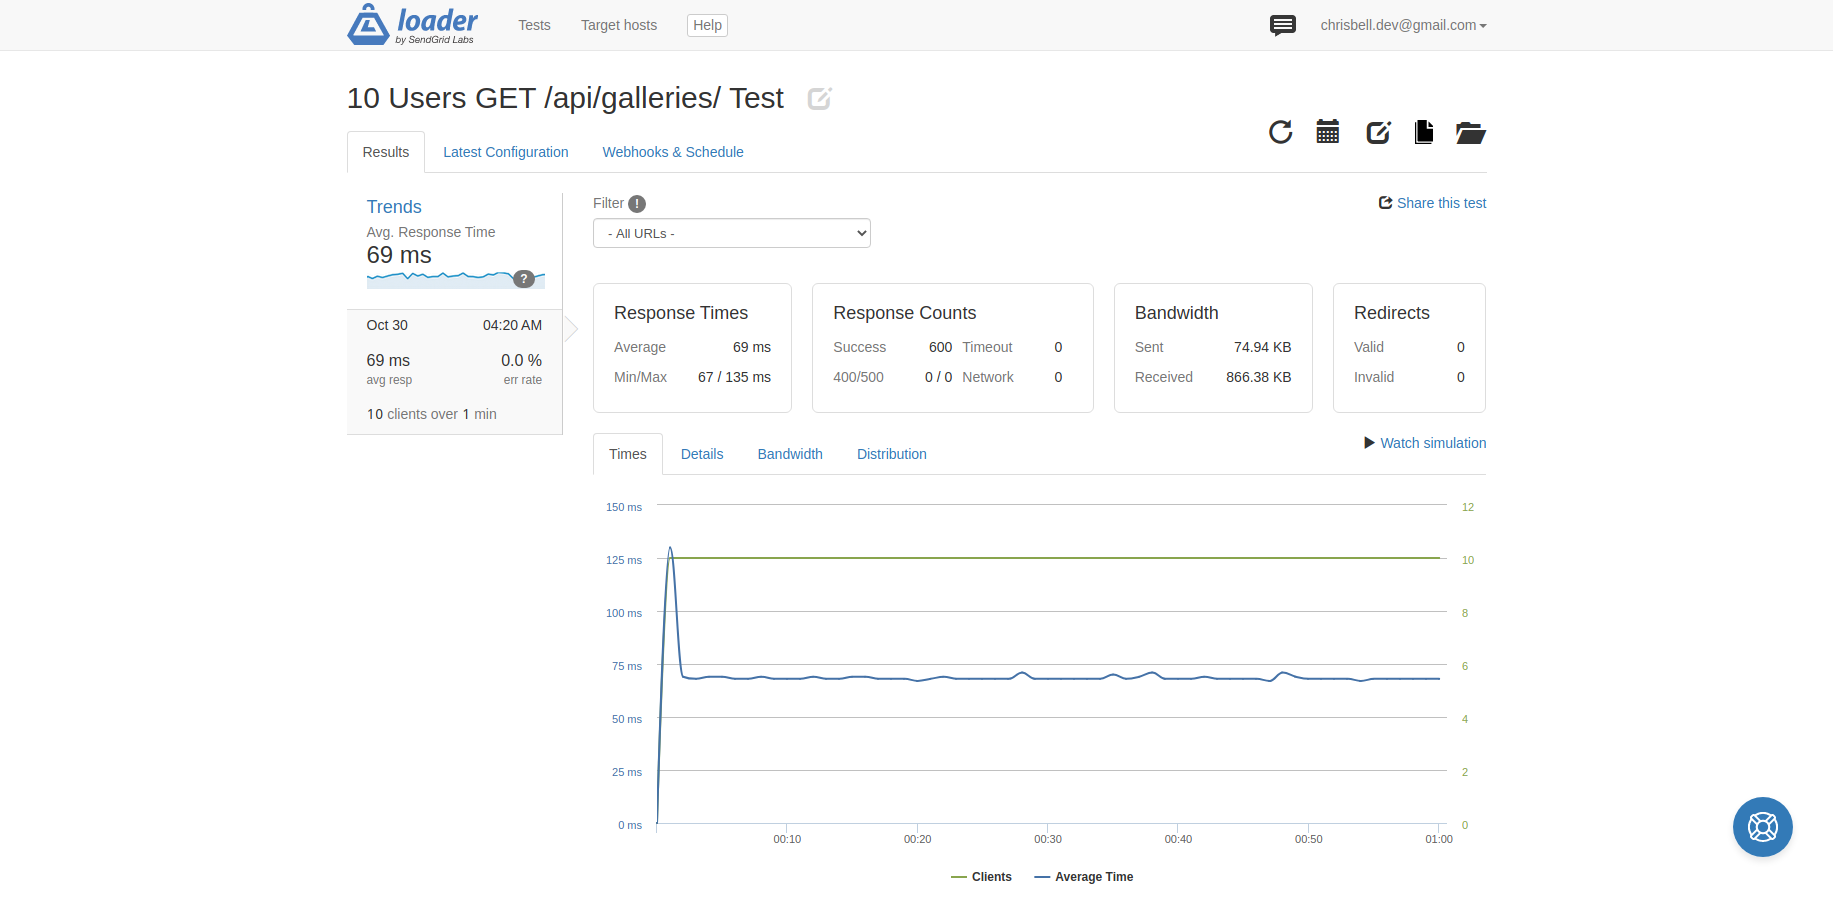 loader
by SendGrid Labs
Tests Target hosts Help
chrisbell.dev@gmail.com
10 Users GET /api/galleries/ Test
Results Latest Configuration Webhooks & Schedule
Trends
Avg. Response Time
69 ms
?
Oct 30 04:20 AM
69 ms 0.0 %
avg resp err rate
10 clients over 1 min
Filter !
Share this test
- All URLs -
Response Times
Average 69 ms
Min/Max 67 / 135 ms
Response Counts
Success 600 Timeout 0
400/500 0 / 0 Network 0
Bandwidth
Sent 74.94 KB
Received 866.38 KB
Redirects
Valid 0
Invalid 0
Times Details Bandwidth Distribution
Watch simulation
150 ms 12
125 ms 10
100 ms 8
75 ms 6
50 ms 4
25 ms 2
0 ms 0
00:10 00:20 00:30 00:40 00:50 01:00
Clients Average Time